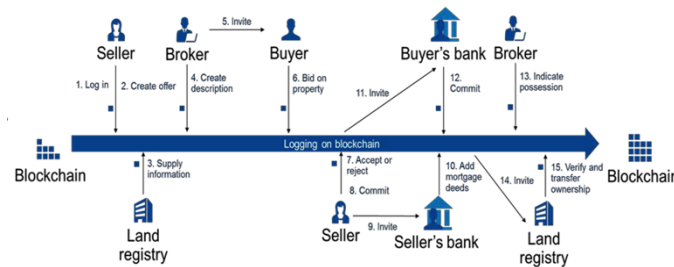 5. Invite
Seller
Broker
Buyer
Buyer's bank
Broker
1. Log in
2. Create offer
4. Create
description
6. Bid on
property
11. Invite
12.
Commit
13. Indicate
possession
Logging on blockchain
Blockchain
3. Supply
information
7. Accept or
reject
8. Commit
10. Add
mortgage
deeds
14. Invite
15. Verify and
transfer
ownership
Blockchain
Land
registry
Seller
9. Invite
Seller's bank
Land
registry